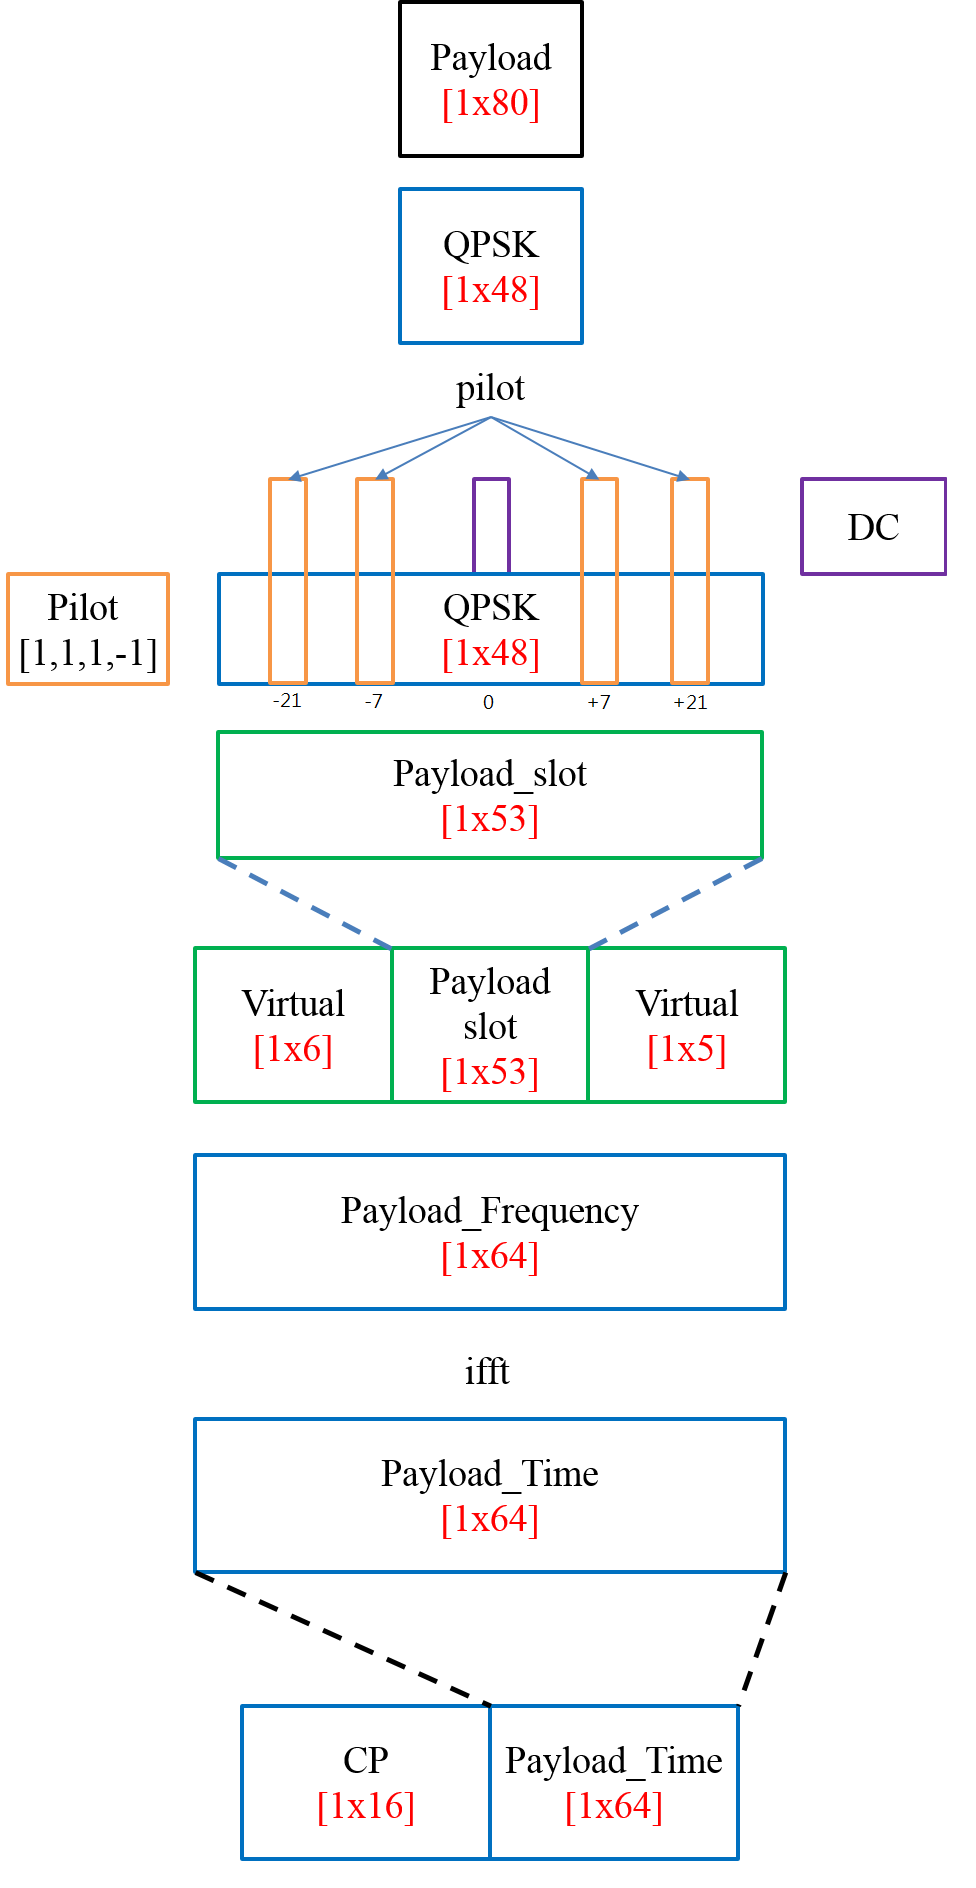 Payload
[1x80]
QPSK
[1x48]
pilot
DC
Pilot
[1,1,1,-1]
QPSK
[1x48]
-21
-7
0
+7
+21
Payload_slot
[1x53]
Virtual
[1x6]
Payload
slot
[1x53]
Virtual
[1x5]
Payload_Frequency
[1x64]
ifft
Payload_Time
[1x64]
CP
[1x16]
Payload_Time
[1x64]